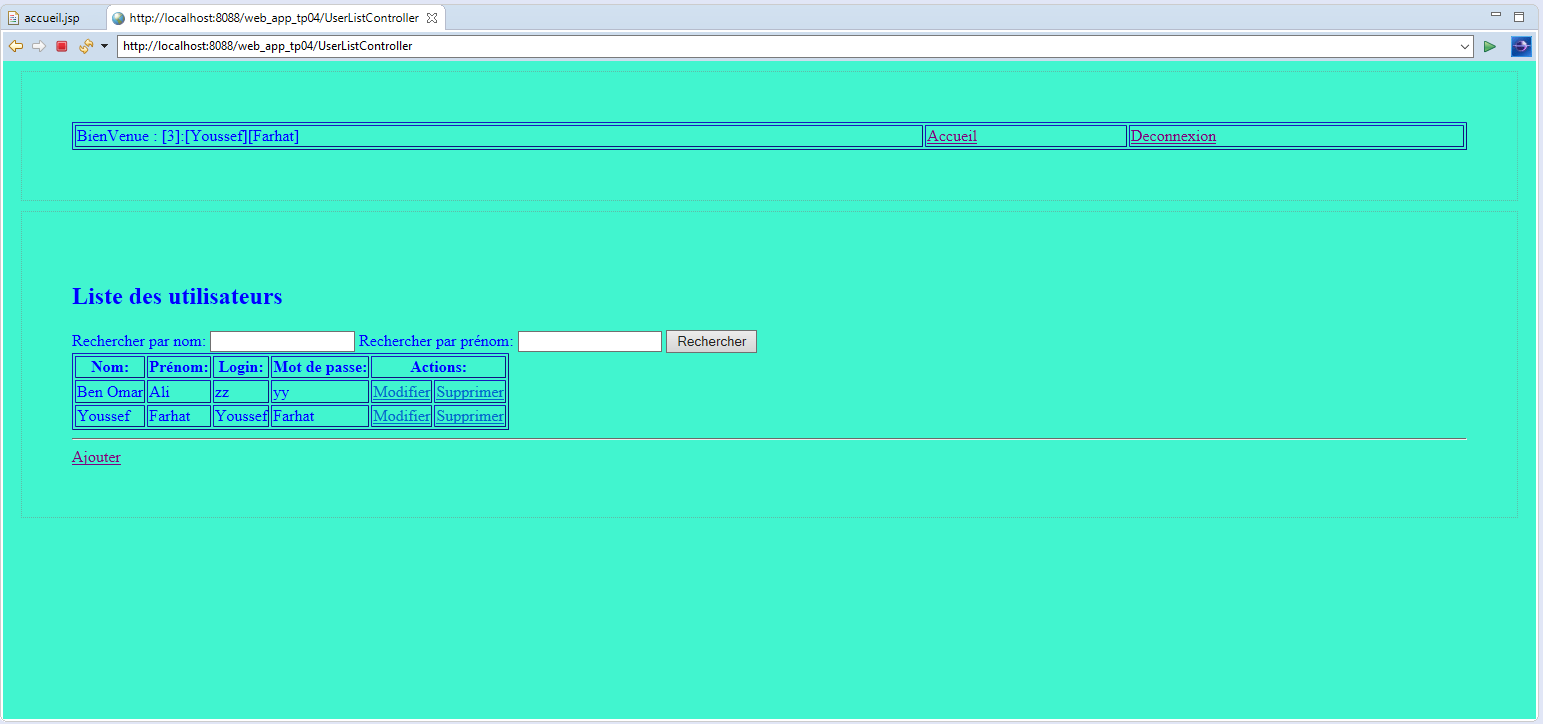 accueil.jsp http://localhost:8088/web_app_tp04/UserListController
http://localhost:8088/web_app_tp04/UserListController
BienVenue : [3]:[Youssef][Farhat] Accueil Deconnexion
Liste des utilisateurs
Rechercher par nom: Rechercher par prénom: Rechercher
Nom: Prénom: Login: Mot de passe: Actions:
Ben Omar Ali zz yy Modifier Supprimer
Youssef Farhat Youssef Farhat Modifier Supprimer
Ajouter